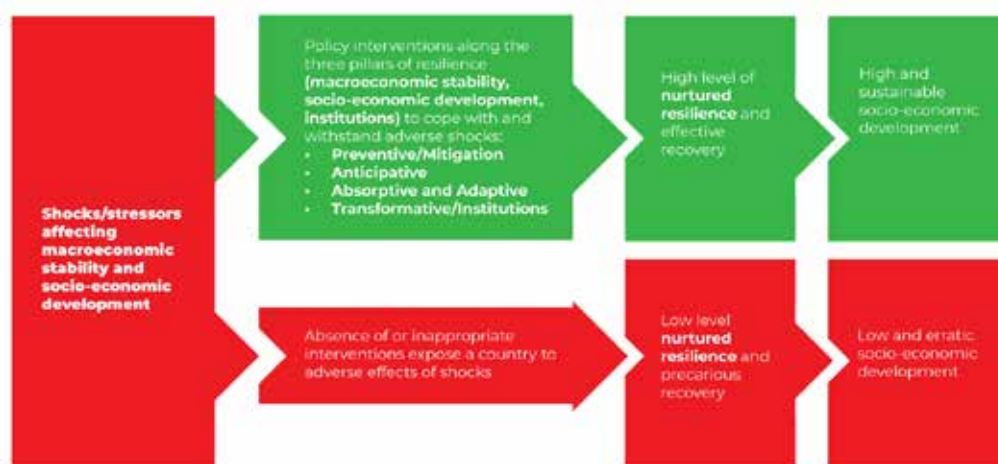 Shocks/stressors
affecting
macroeconomic
stability and
socio-economic
development
Policy interventions along the
three pillars of resilience
(macroeconomic stability,
socio-economic development,
institutions) to cope with and
withstand adverse shocks:
• Preventive/Mitigation
• Anticipative
• Absorptive and Adaptive
• Transformative/Institutions
High level of
nurtured
resilience and
effective
recovery
High and
sustainable
socio-economic
development
Absence of or inappropriate
interventions expose a country to
adverse effects of shocks
Low level
nurtured
resilience and
precarious
recovery
Low and erratic
socio-economic
development